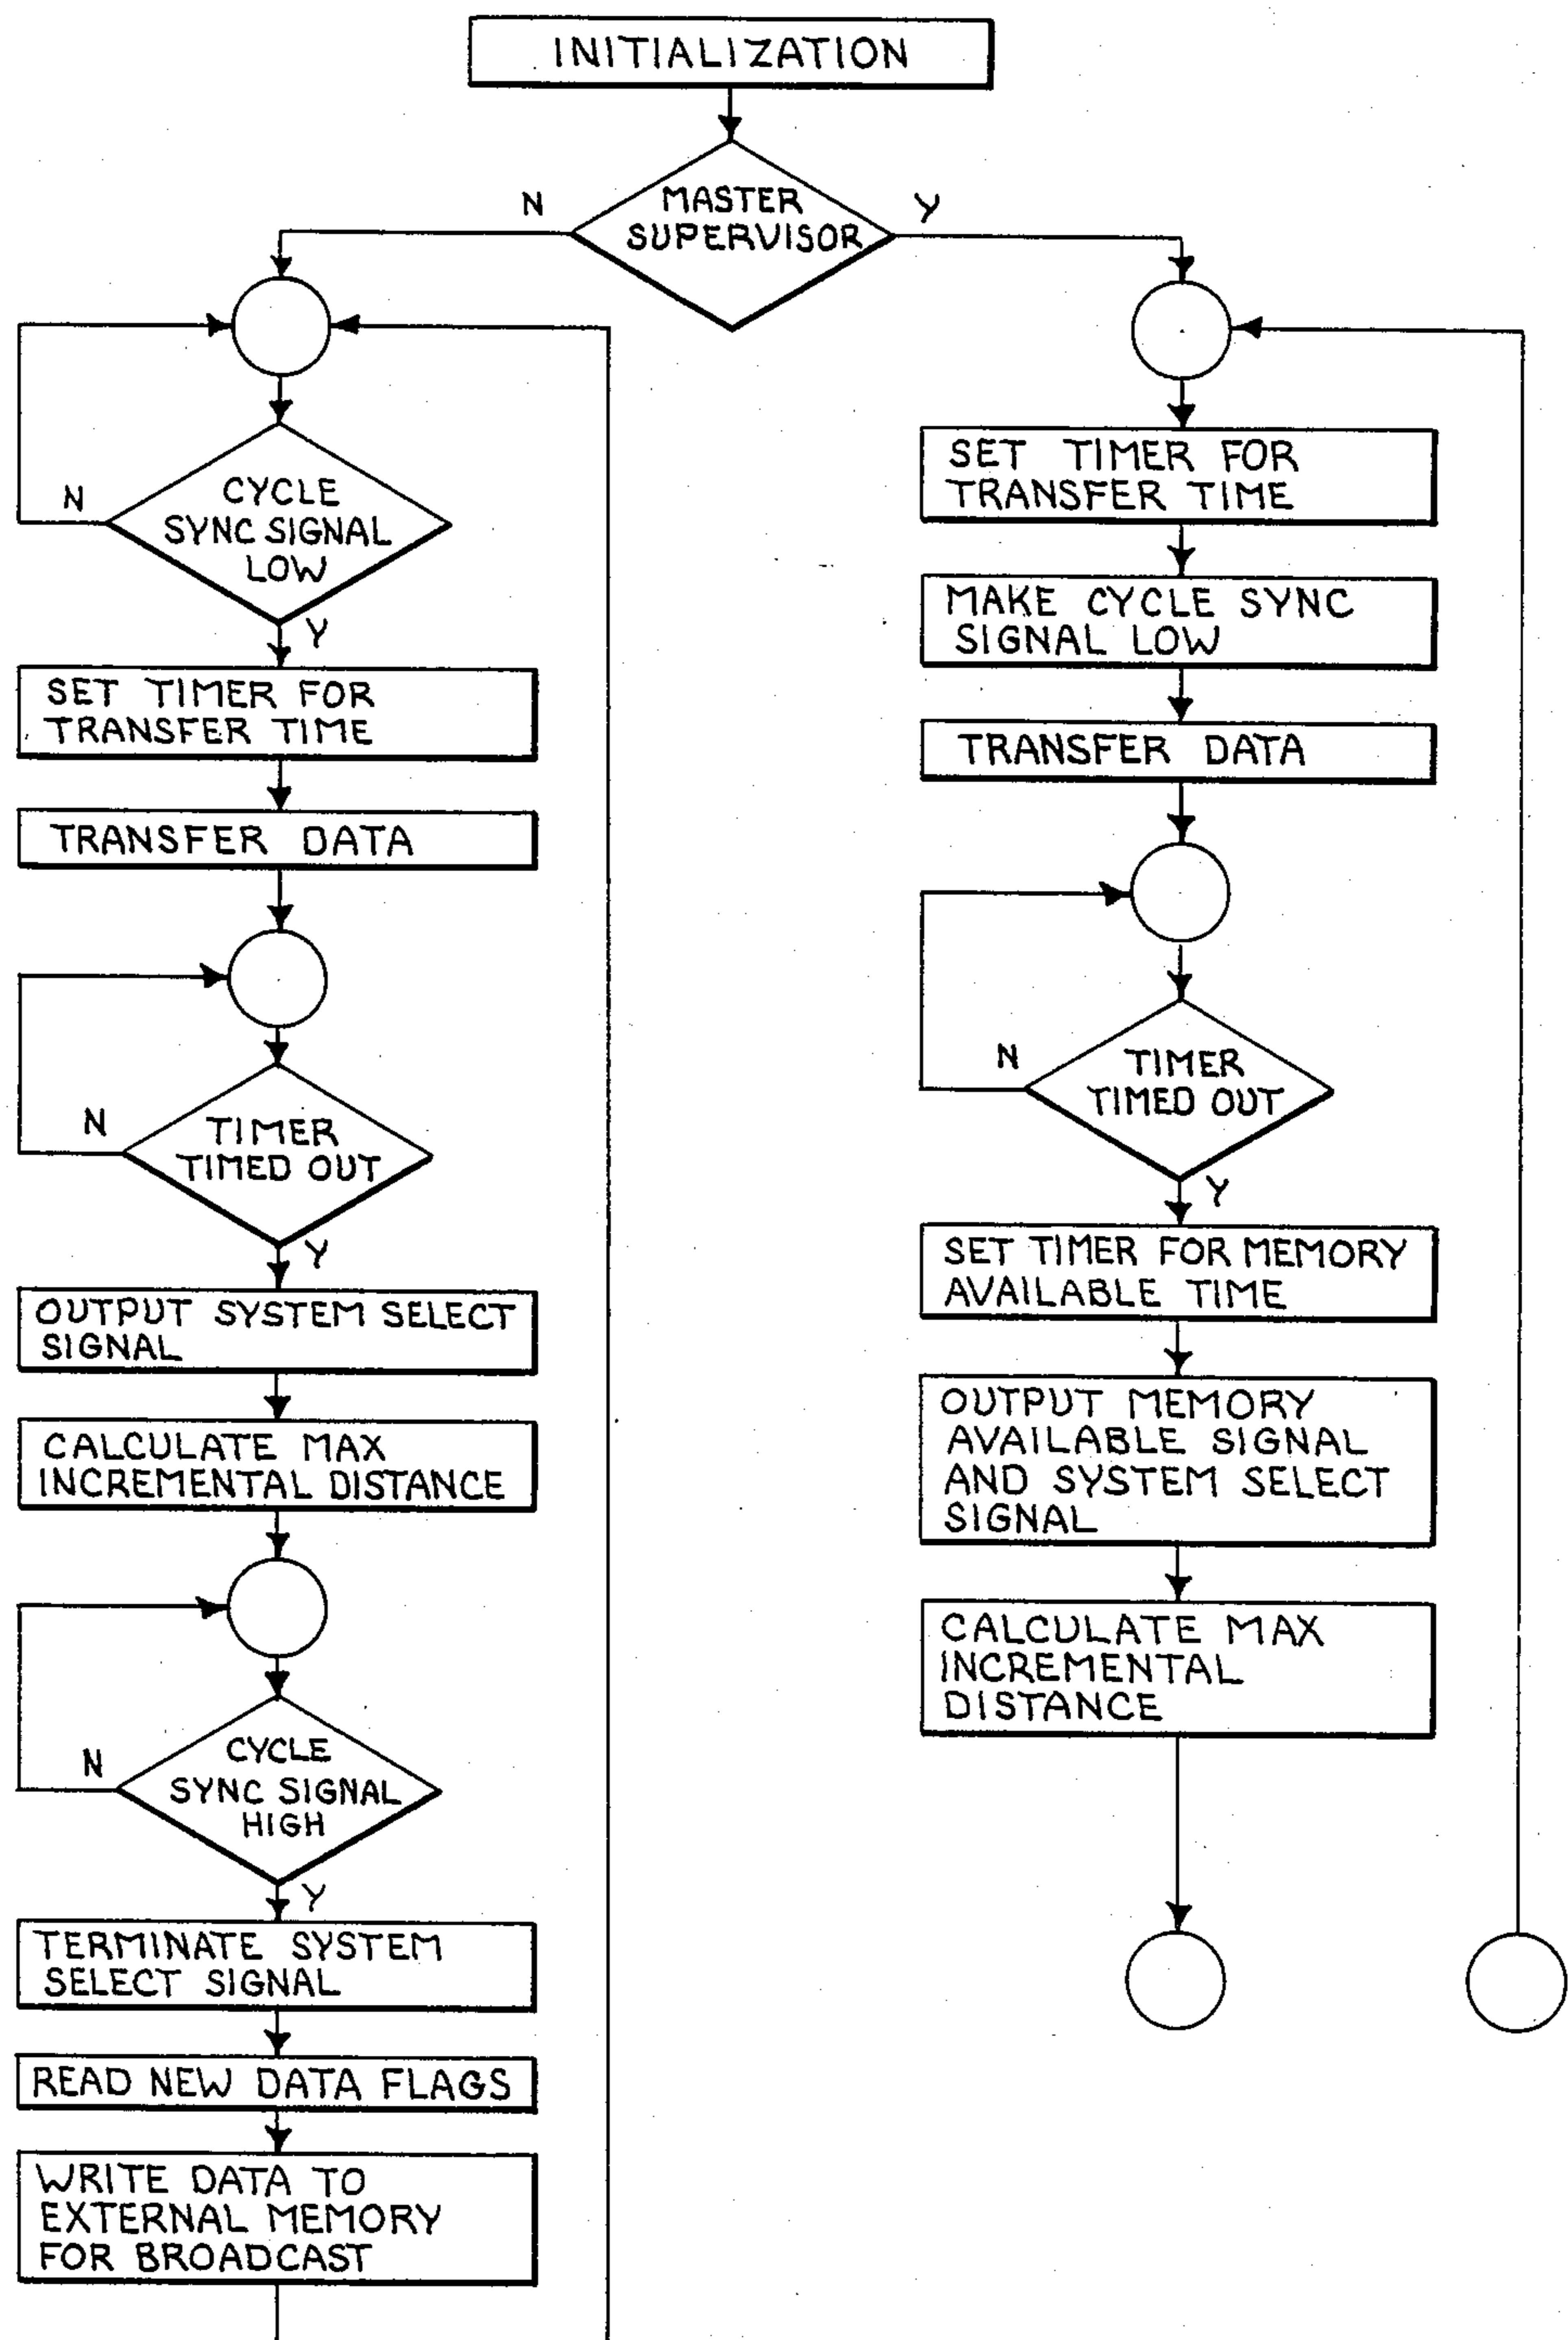 INITIALIZATION
MASTER
SUPERVISOR
N
Y
CYCLE
SYNC SIGNAL
LOW
N
Y
SET TIMER FOR
TRANSFER TIME
TRANSFER DATA
TIMER
TIMED OUT
N
Y
OUTPUT SYSTEM SELECT
SIGNAL
CALCULATE MAX
INCREMENTAL DISTANCE
CYCLE
SYNC SIGNAL
HIGH
N
Y
TERMINATE SYSTEM
SELECT SIGNAL
READ NEW DATA FLAGS
WRITE DATA TO
EXTERNAL MEMORY
FOR BROADCAST
SET TIMER FOR
TRANSFER TIME
MAKE CYCLE SYNC
SIGNAL LOW
TRANSFER DATA
TIMER
TIMED OUT
N
Y
SET TIMER FOR MEMORY
AVAILABLE TIME
OUTPUT MEMORY
AVAILABLE SIGNAL
AND SYSTEM SELECT
SIGNAL
CALCULATE MAX
INCREMENTAL
DISTANCE